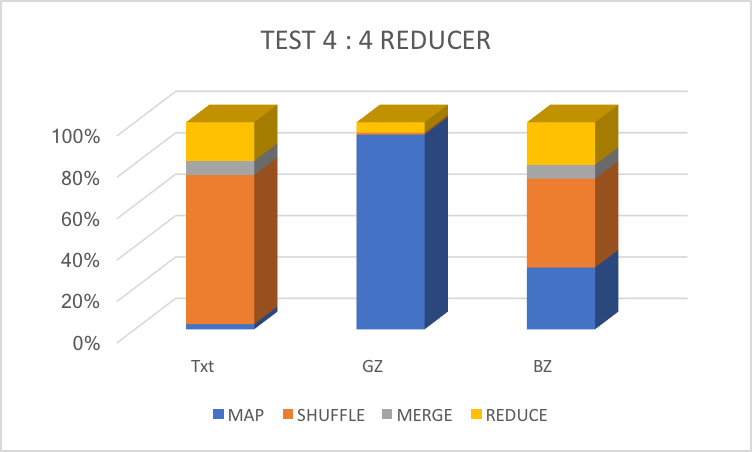 TEST 4 : 4 REDUCER
100%
80%
60%
40%
20%
0%
Txt GZ BZ
MAP SHUFFLE MERGE REDUCE